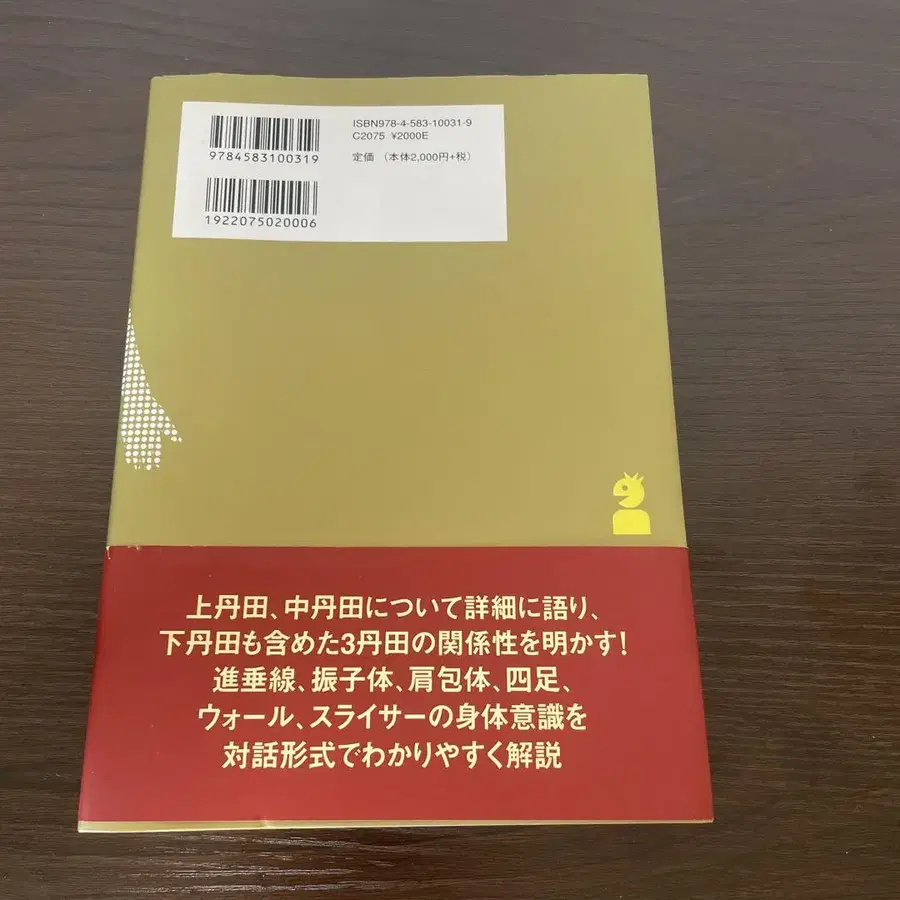 ISBN978-4-583-10031-9
C2075 ¥2000E
9784583100319
定価 （本体2,000円+税）
1922075020006
上丹田、中丹田について詳細に語り、
下丹田も含めた3丹田の関係性を明かす!
進垂線、振子体、肩包体、四足、
ウォール、スライサーの身体意識を
対話形式でわかりやすく解説